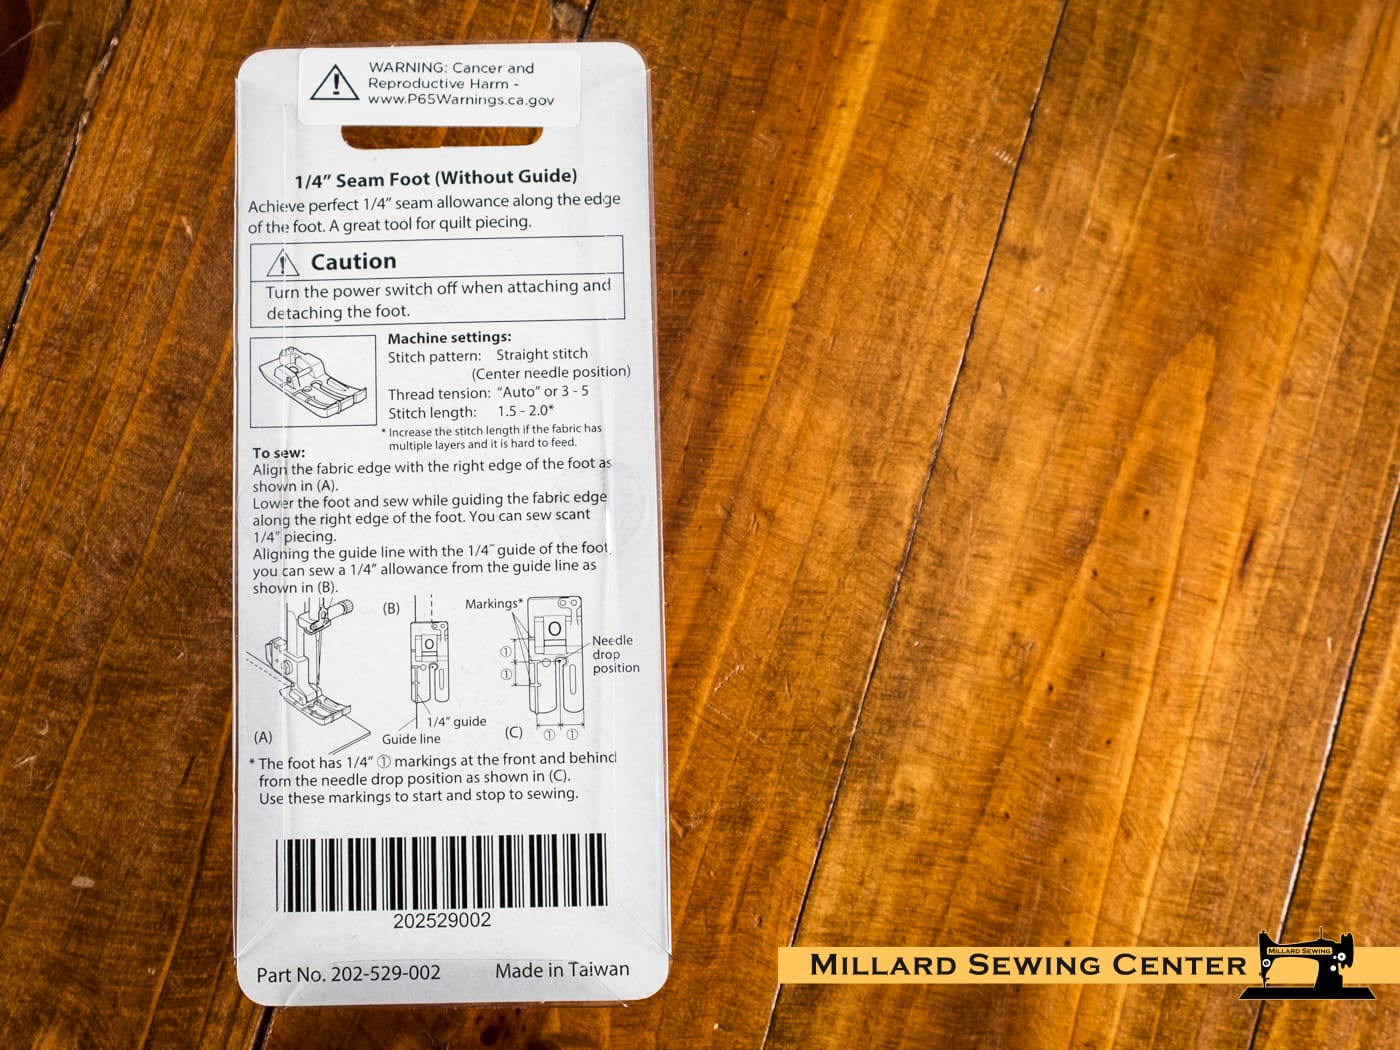 WARNING: Cancer and
Reproductive Harm -
www.P65Warnings.ca.gov
1/4” Seam Foot (Without Guide)
Achieve perfect 1/4” seam allowance along the edge
of the foot. A great tool for quilt piecing.
Caution
Turn the power switch off when attaching and
detaching the foot.
Machine settings:
Stitch pattern: Straight stitch
(Center needle position)
Thread tension: “Auto” or 3 - 5
Stitch length: 1.5 - 2.0*
* Increase the stitch length if the fabric has
multiple layers and it is hard to feed.
To sew:
Align the fabric edge with the right edge of the foot as
shown in (A).
Lower the foot and sew while guiding the fabric edge
along the right edge of the foot. You can sew scant
1/4” piecing.
Aligning the guide line with the 1/4” guide of the foot,
you can sew a 1/4” allowance from the guide line as
shown in (B).
(A)
(B)
1/4” guide
Guide line
Markings*
Needle
drop
position
①
①
(C)
① ①
* The foot has 1/4” ① markings at the front and behind
from the needle drop position as shown in (C).
Use these markings to start and stop to sewing.
202529002
Part No. 202-529-002 Made in Taiwan
MILLARD SEWING CENTER
MILLARD SEWING